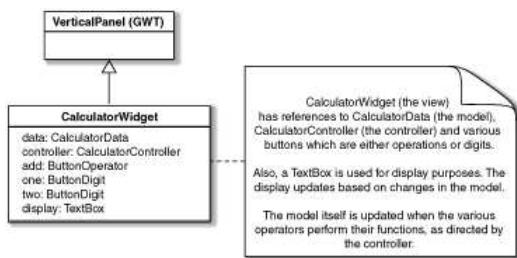 VerticalPanel (GWT)
CalculatorWidget
data: CalculatorData
controller: CalculatorController
add: ButtonOperator
one: ButtonDigit
two: ButtonDigit
display: TextBox
CalculatorWidget (the view)
has references to CalculatorData (the model),
CalculatorController (the controller) and various
buttons which are either operations or digits.
Also, a TextBox is used for display purposes. The
display updates based on changes in the model.
The model itself is updated when the various
operators perform their functions, as directed by
the controller.